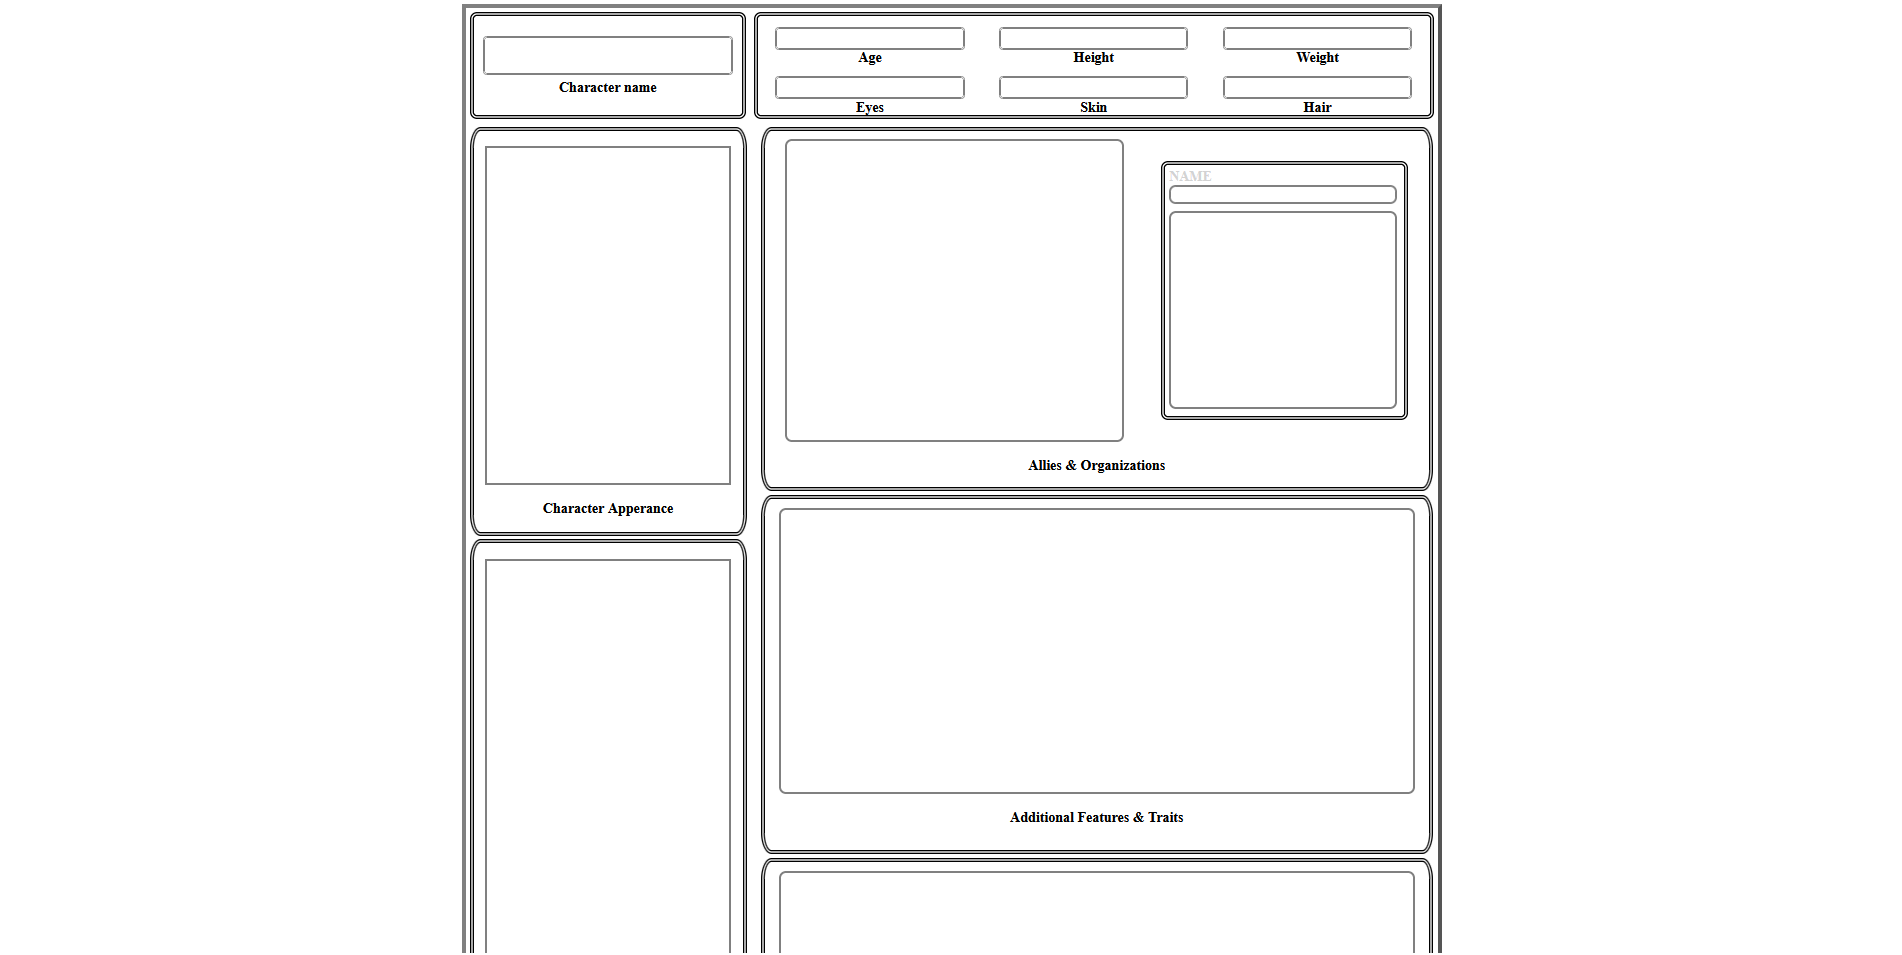 Character name
Age
Height
Weight
Eyes
Skin
Hair
NAME
Allies & Organizations
Character Apperance
Additional Features & Traits